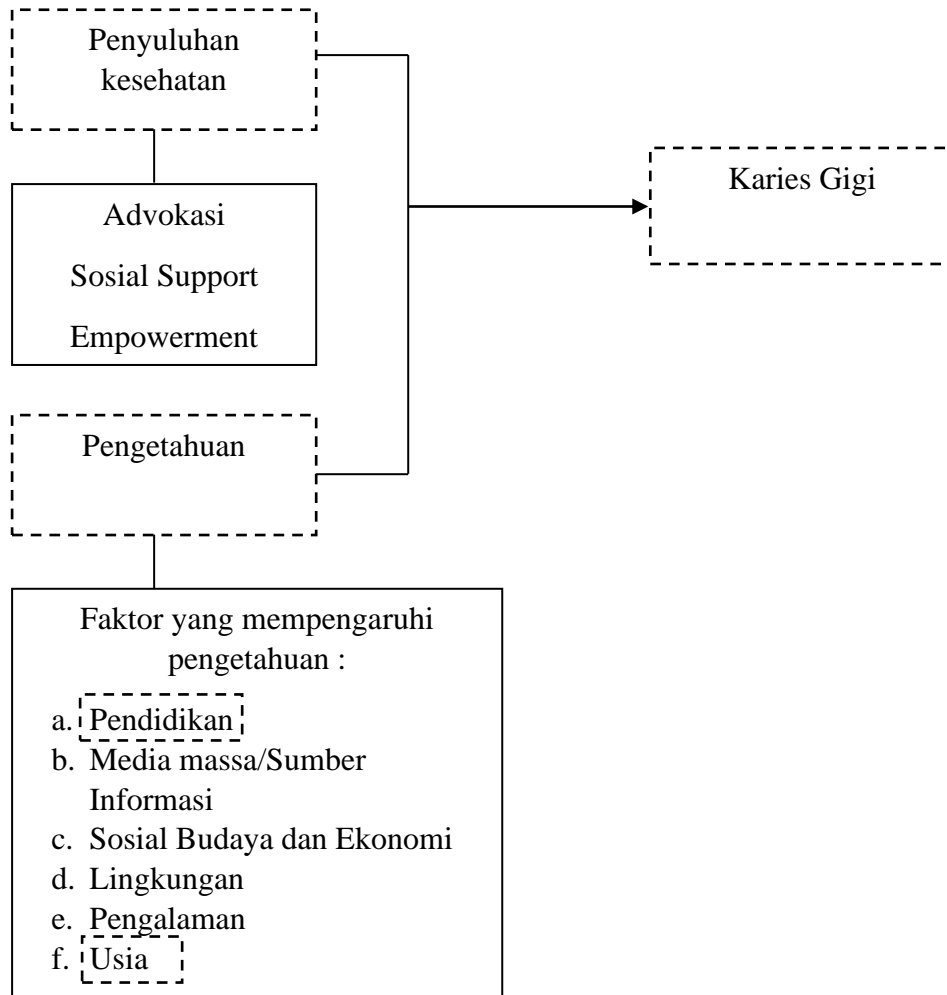 Penyuluhan
kesehatan
Advokasi
Sosial Support
Empowerment
Karies Gigi
Pengetahuan
Faktor yang mempengaruhi
pengetahuan :
a. Pendidikan
b. Media massa/Sumber
Informasi
c. Sosial Budaya dan Ekonomi
d. Lingkungan
e. Pengalaman
f. Usia